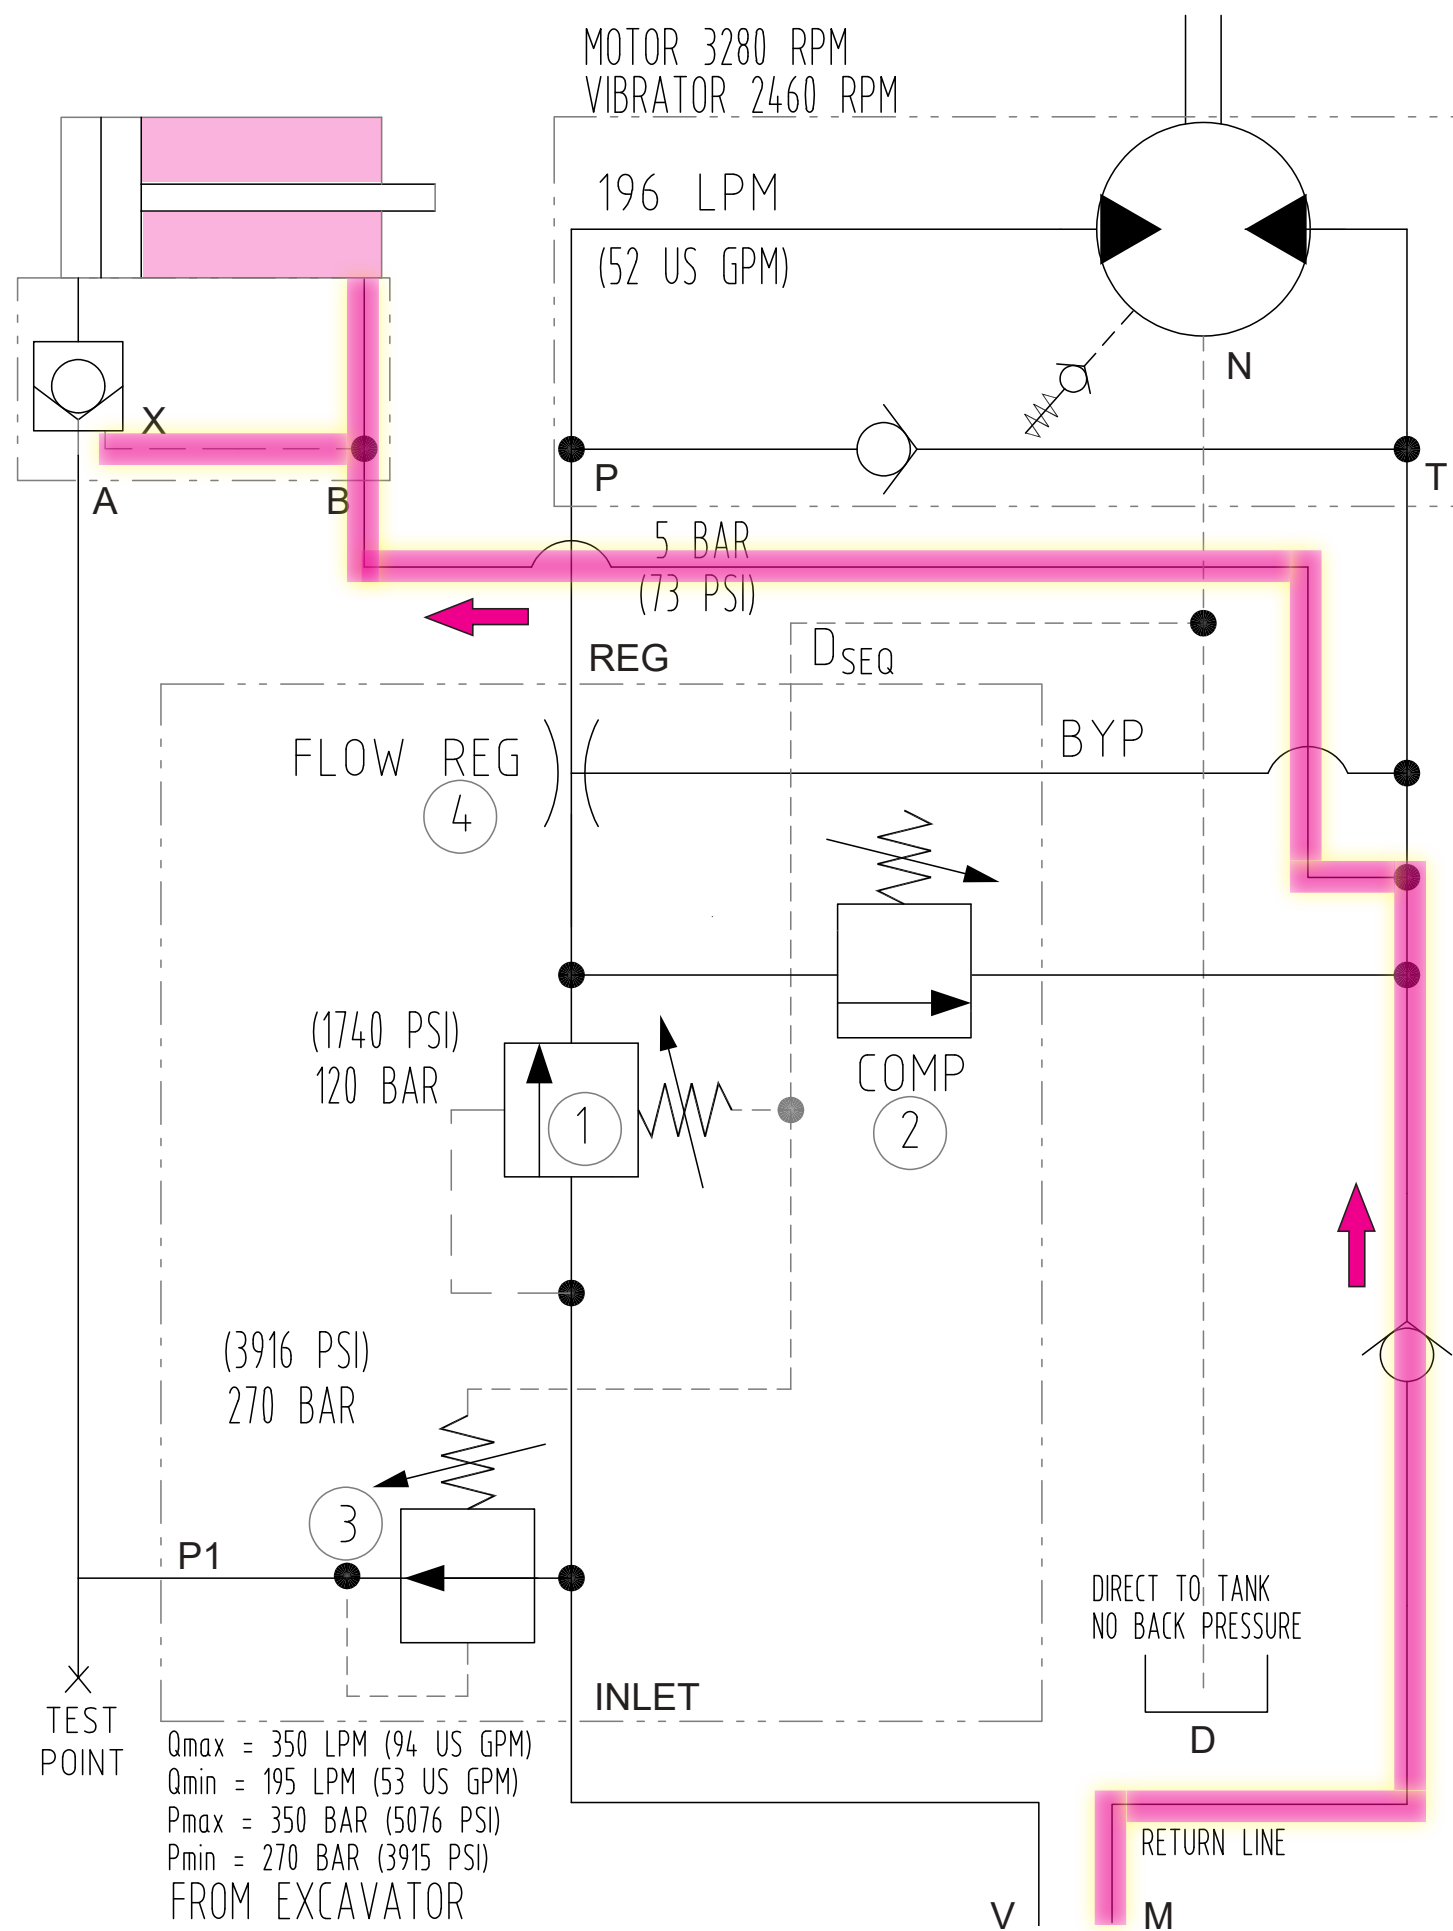 MOTOR 3280 RPM
VIBRATOR 2460 RPM
196 LPM
(52 US GPM)
N
X
P
T
A
B
5 BAR
(73 PSI)
REG
DSEQ
FLOW REG
4
BYP
(1740 PSI)
120 BAR
1
COMP
2
(3916 PSI)
270 BAR
3
P1
DIRECT TO TANK
NO BACK PRESSURE
TEST
POINT
INLET
D
Qmax = 350 LPM (94 US GPM)
Qmin = 195 LPM (53 US GPM)
Pmax = 350 BAR (5076 PSI)
Pmin = 270 BAR (3915 PSI)
FROM EXCAVATOR
RETURN LINE
V
M